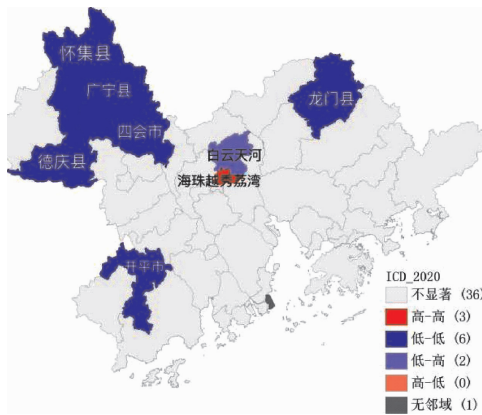 怀集县
广宁县
龙门县
四会市
白云天河
德庆县
海珠越秀荔湾
开平市
ICD_2020
不显著 (36)
高-高 (3)
低-低 (6)
低-高 (2)
高-低 (0)
无邻域 (1)